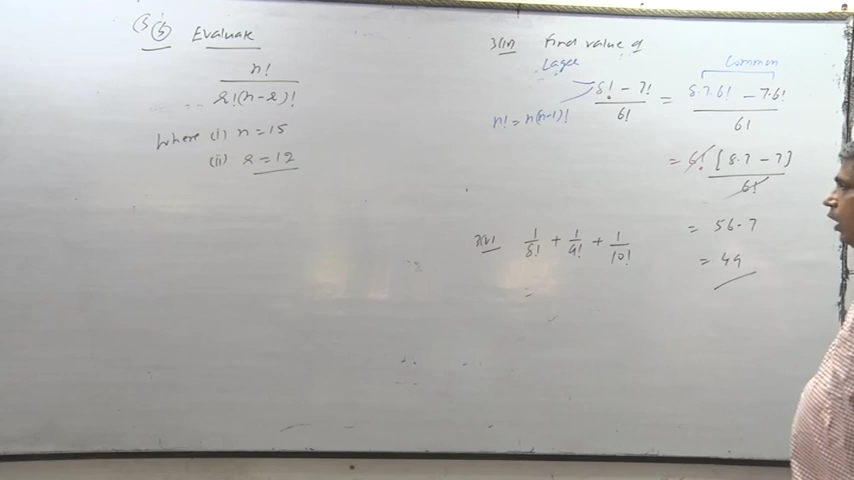 (3) (b) Evaluate
n!
r!(n-r)!
Where (i) n=15
(ii) r=12
3(iv) find value of
Large
n! = n(n-1)!
8! - 7! / 6! = 8.7.6! - 7.6! / 6!
Common
= 6! [8.7 - 7] / 6!
= 56-7
= 49
1/8! + 1/9! + 1/10!
=